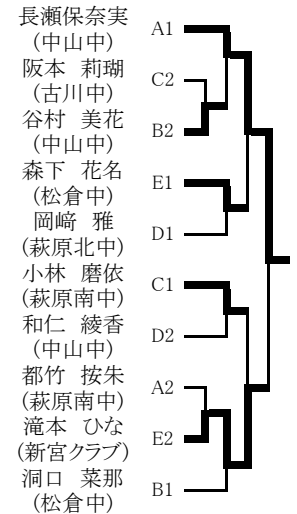 長瀬保奈実
(中山中)
A1
阪本 莉瑚
(古川中)
C2
谷村 美花
(中山中)
B2
森下 花名
(松倉中)
E1
岡﨑 雅
(萩原北中)
D1
小林 磨依
(萩原南中)
C1
和仁 綾香
(中山中)
D2
都竹 按朱
(萩原南中)
A2
滝本 ひな
(新宮クラブ)
E2
洞口 菜那
(松倉中)
B1